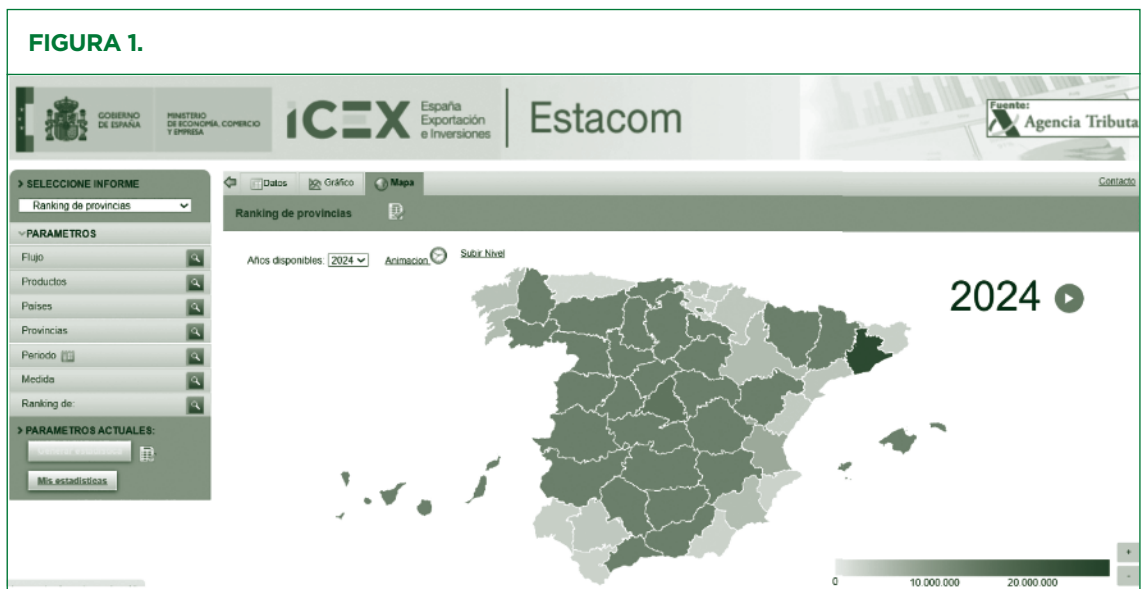 FIGURA 1.
GOBIERNO
DE ESPAÑA
MINISTERIO
DE ECONOMÍA, COMERCIO
Y EMPRESA
ICEX
España
Exportación
e Inversiones
Estacom
Fuente:
Agencia Tributa
> SELECCIONE INFORME
Ranking de provincias
PARAMETROS
Flujo
Productos
Países
Provincias
Periodo
Medida
Ranking de:
> PARAMETROS ACTUALES:
Mis estadísticas
Datos
Gráfico
Mapa
Contacto
Ranking de provincias
Años disponibles: 2024
Animacion
Subir Nivel
2024
0
10.000.000
20.000.000
+
-